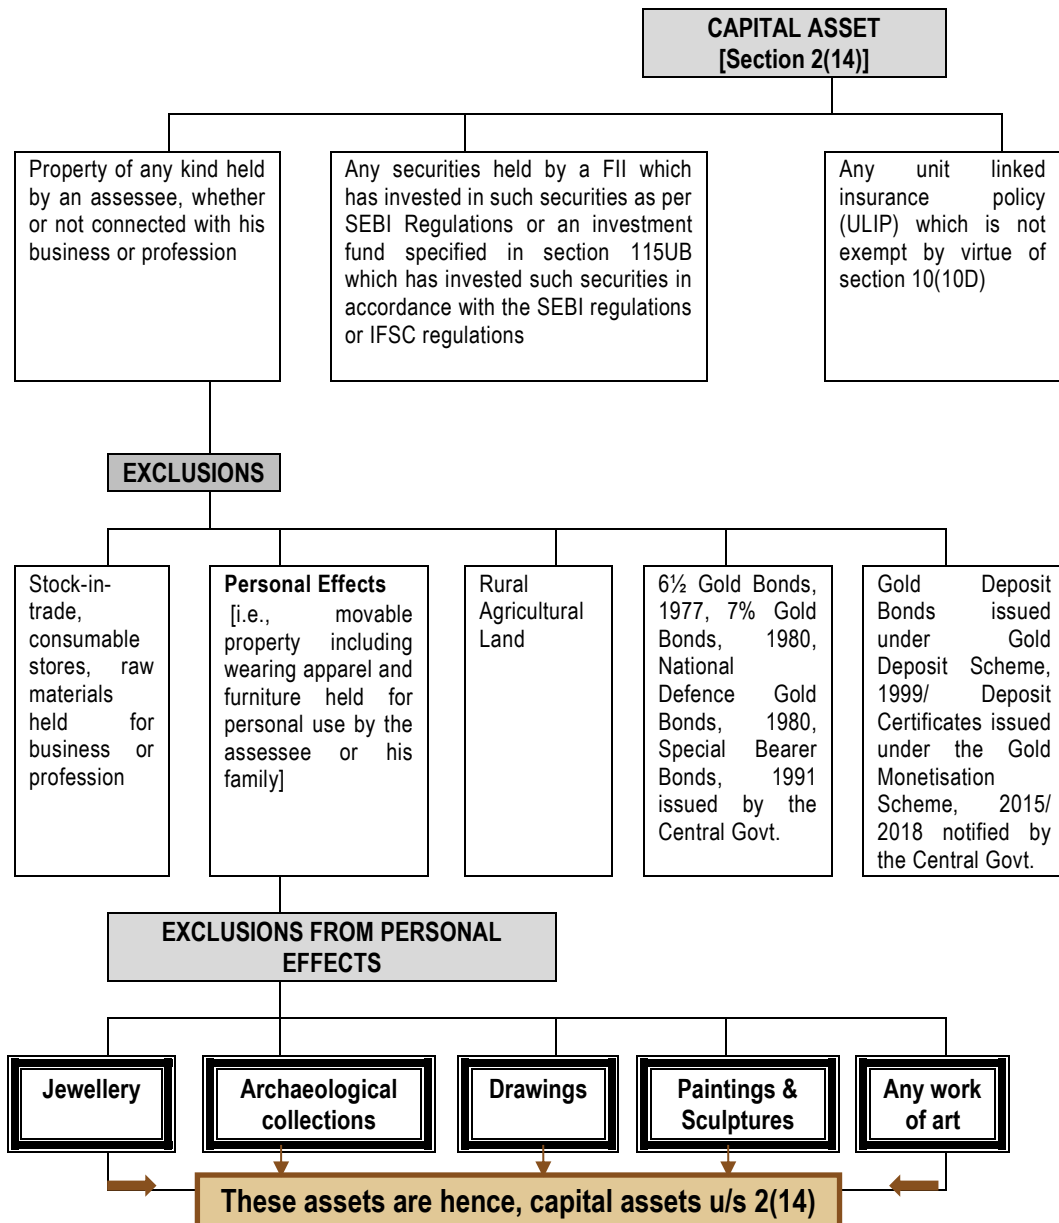 CAPITAL ASSET
[Section 2(14)]
Property of any kind held
by an assessee, whether
or not connected with his
business or profession
Any securities held by a FII which
has invested in such securities as per
SEBI Regulations or an investment
fund specified in section 115UB
which has invested such securities in
accordance with the SEBI regulations
or IFSC regulations
Any unit linked
insurance policy
(ULIP) which is not
exempt by virtue of
section 10(10D)
EXCLUSIONS
Stock-in-
trade,
consumable
stores, raw
materials
held for
business or
profession
Personal Effects
[i.e., movable
property including
wearing apparel and
furniture held for
personal use by the
assessee or his
family]
Rural
Agricultural
Land
6½ Gold Bonds,
1977, 7% Gold
Bonds, 1980,
National
Defence Gold
Bonds, 1980,
Special Bearer
Bonds, 1991
issued by the
Central Govt.
Gold Deposit
Bonds issued
under Gold
Deposit Scheme,
1999/ Deposit
Certificates issued
under the Gold
Monetisation
Scheme, 2015/
2018 notified by
the Central Govt.
EXCLUSIONS FROM PERSONAL
EFFECTS
Jewellery
Archaeological
collections
Drawings
Paintings &
Sculptures
Any work
of art
These assets are hence, capital assets u/s 2(14)